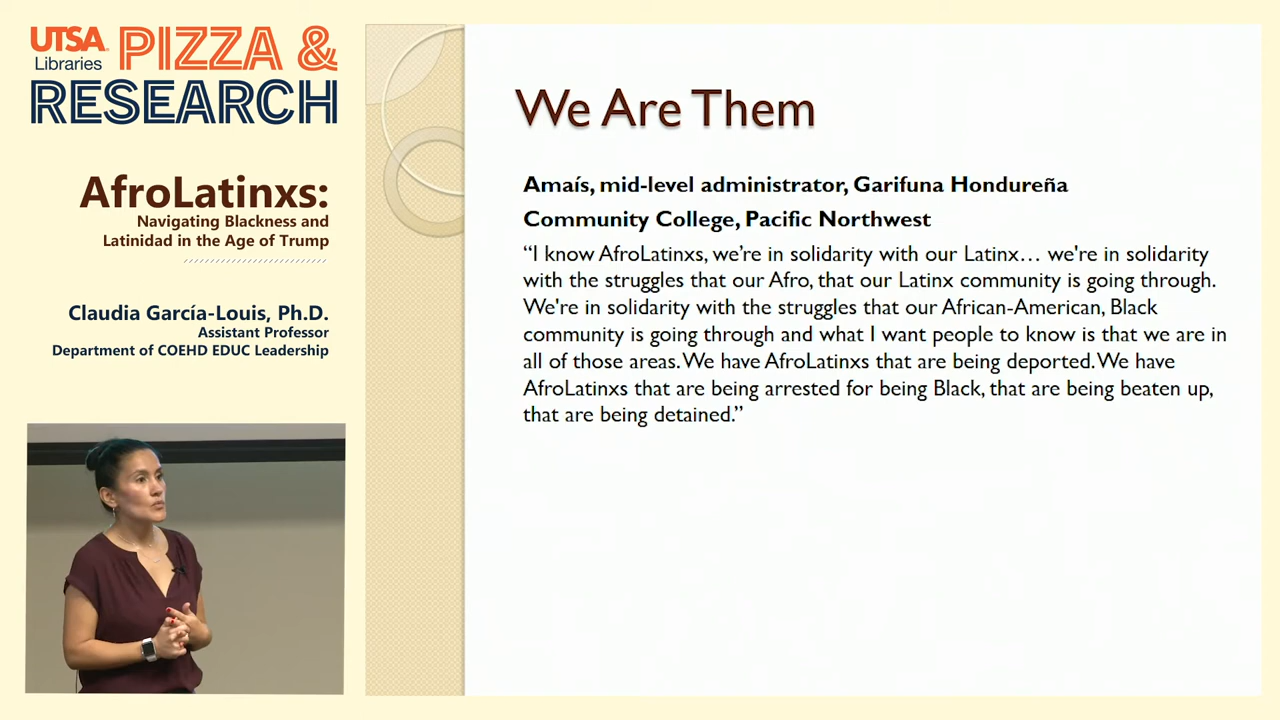 UTSA. PIZZA &
Libraries
RESEARCH
AfroLatinxs:
Navigating Blackness and
Latinidad in the Age of Trump
Claudia García-Louis, Ph.D.
Assistant Professor
Department of COEHD EDUC Leadership
We Are Them
Amaís, mid-level administrator, Garifuna Hondureña
Community College, Pacific Northwest
“I know AfroLatinxs, we’re in solidarity with our Latinx… we're in solidarity
with the struggles that our Afro, that our Latinx community is going through.
We're in solidarity with the struggles that our African-American, Black
community is going through and what I want people to know is that we are in
all of those areas. We have AfroLatinxs that are being deported. We have
AfroLatinxs that are being arrested for being Black, that are being beaten up,
that are being detained.”